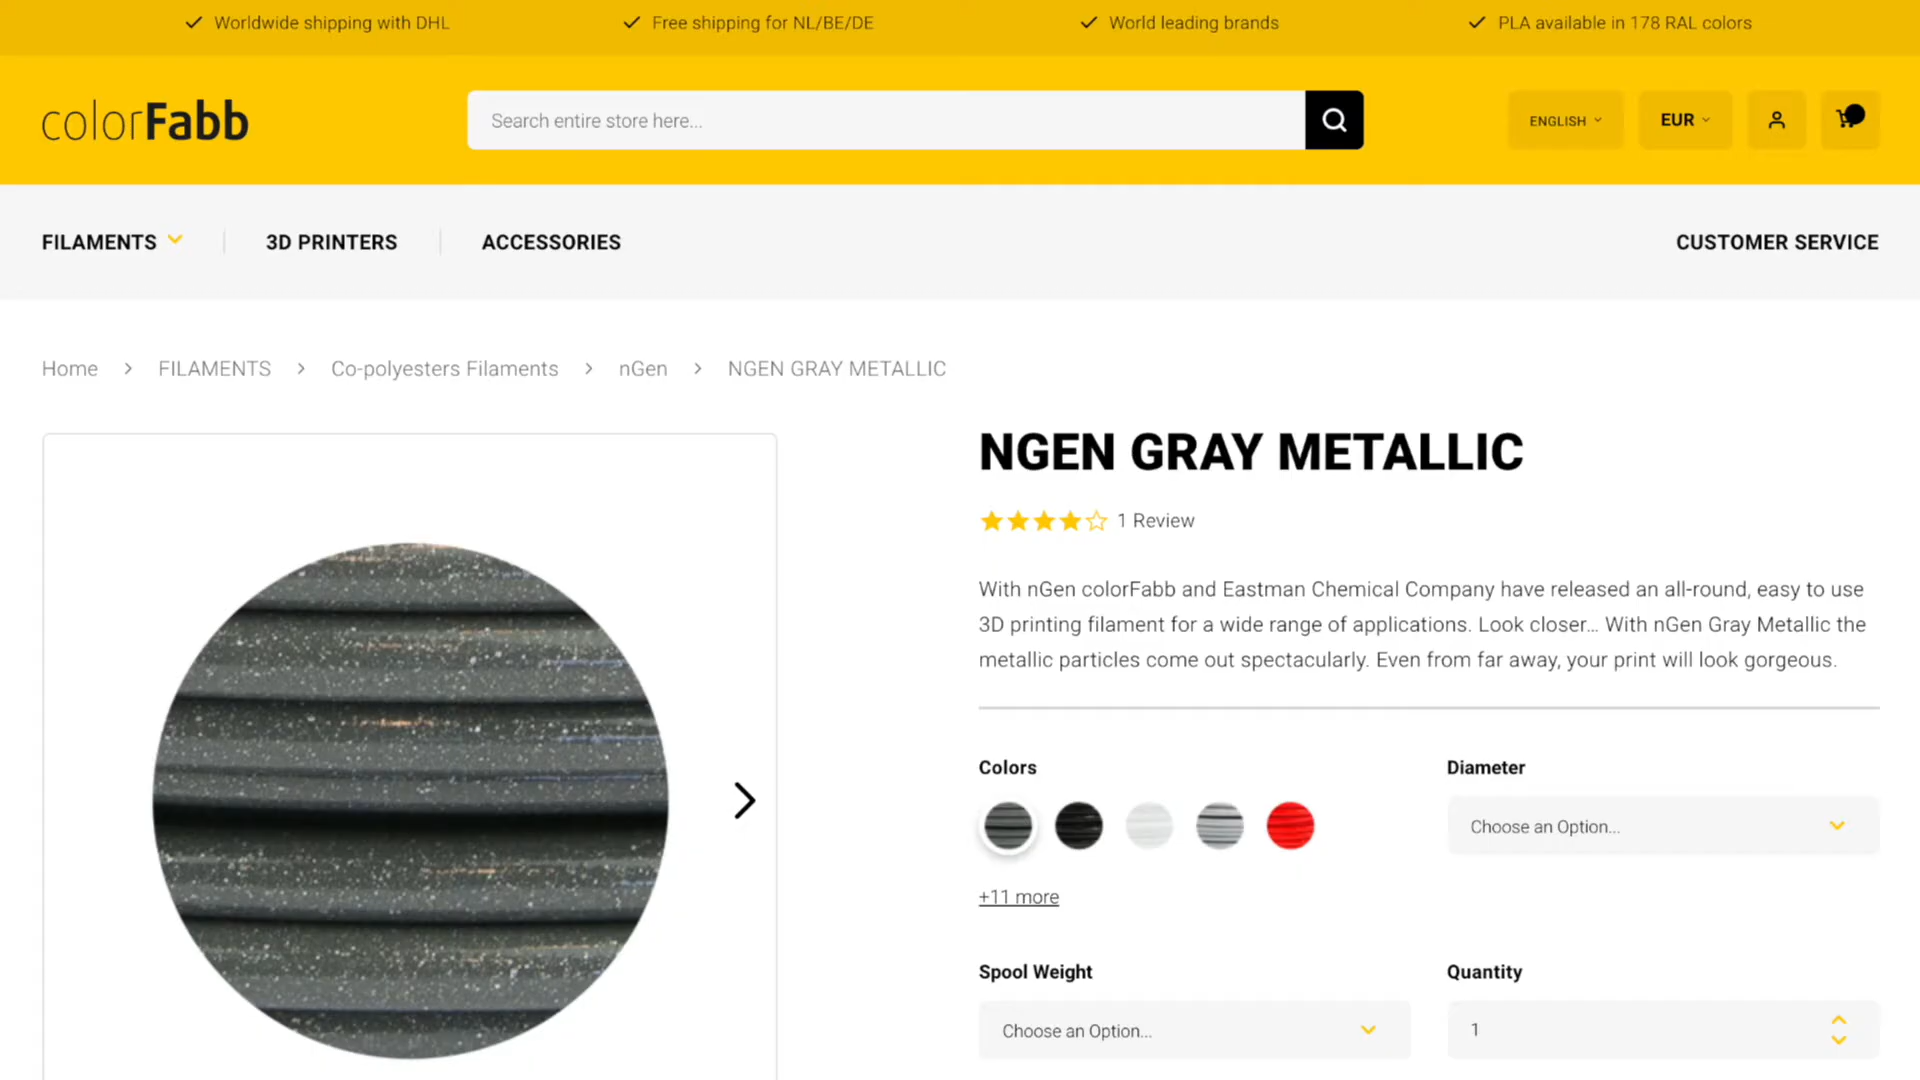 Worldwide shipping with DHL
Free shipping for NL/BE/DE
World leading brands
PLA available in 178 RAL colors
colorFabb
Search entire store here...
ENGLISH
EUR
FILAMENTS
3D PRINTERS
ACCESSORIES
CUSTOMER SERVICE
Home > FILAMENTS > Co-polyesters Filaments > nGen > NGEN GRAY METALLIC
NGEN GRAY METALLIC
1 Review
With nGen colorFabb and Eastman Chemical Company have released an all-round, easy to use
3D printing filament for a wide range of applications. Look closer... With nGen Gray Metallic the
metallic particles come out spectacularly. Even from far away, your print will look gorgeous.
Colors
Diameter
Choose an Option...
+11 more
Spool Weight
Quantity
Choose an Option...
1